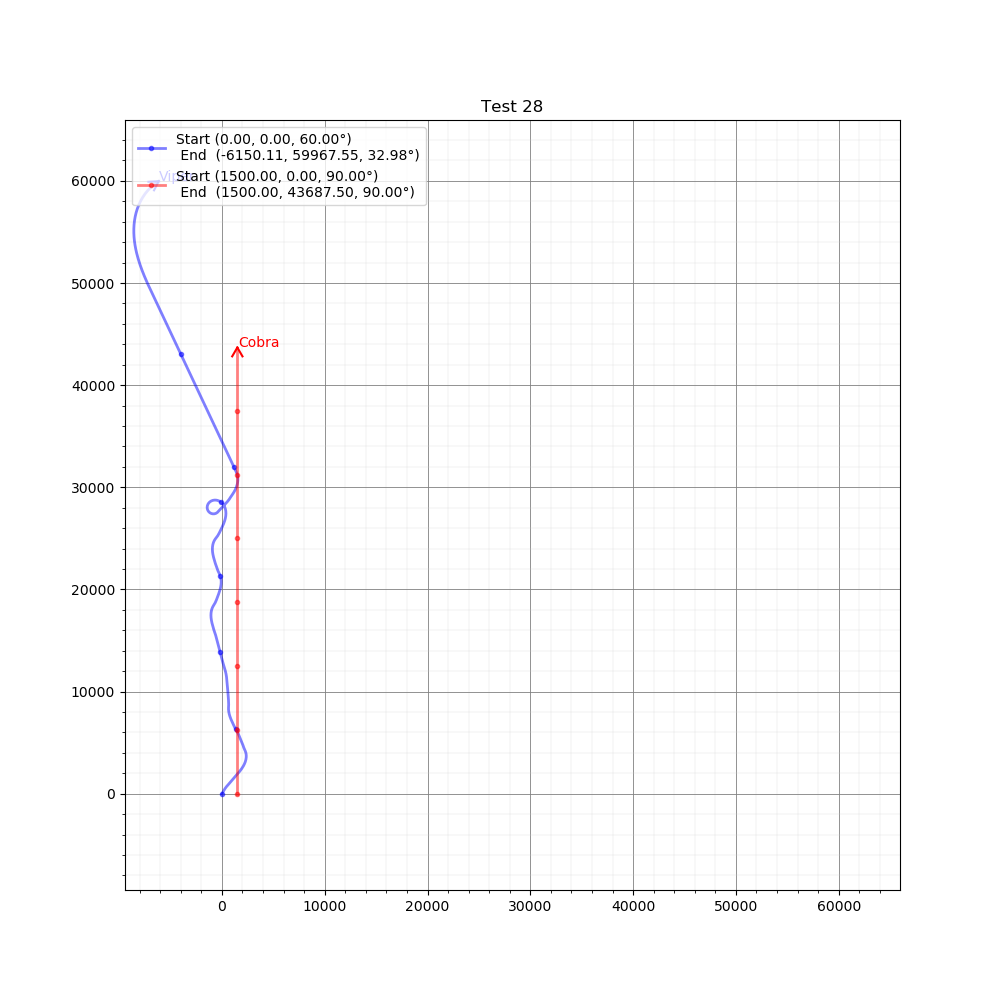 Test 28
Start (0.00, 0.00, 60.00°)
End (-6150.11, 59967.55, 32.98°)
Start (1500.00, 0.00, 90.00°)
End (1500.00, 43687.50, 90.00°)
60000
50000
Cobra
40000
30000
20000
10000
0
0 10000 20000 30000 40000 50000 60000